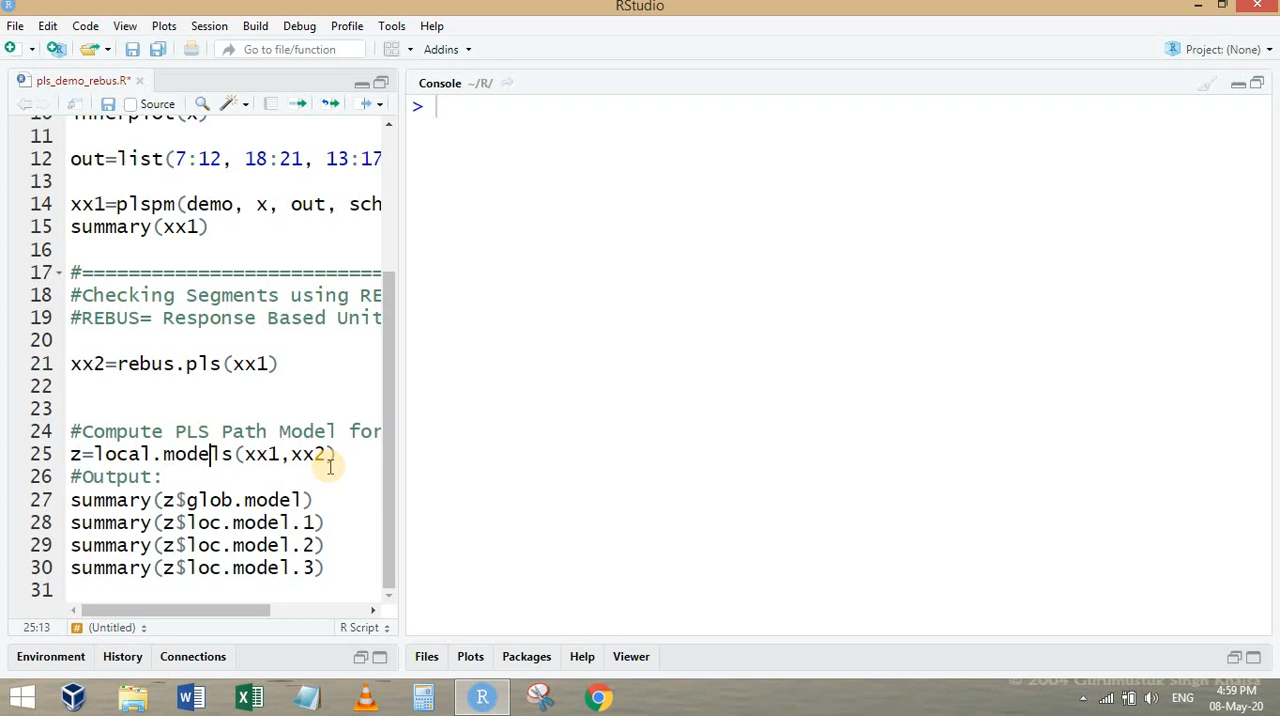 RStudio
File Edit Code View Plots Session Build Debug Profile Tools Help
Go to file/function Addins Project: (None)
pls_demo_rebus.R*
Source
Console ~/R/
>
10 innerplot(x)
11
12 out=list(7:12, 18:21, 13:17
13
14 xx1=plspm(demo, x, out, sch
15 summary(xx1)
16
17 #==========================
18 #Checking Segments using RE
19 #REBUS= Response Based Unit
20
21 xx2=rebus.pls(xx1)
22
23
24 #Compute PLS Path Model for
25 z=local.models(xx1,xx2)
26 #Output:
27 summary(z$glob.model)
28 summary(z$loc.model.1)
29 summary(z$loc.model.2)
30 summary(z$loc.model.3)
31
25:13 # (Untitled) R Script
Environment History Connections
Files Plots Packages Help Viewer
© 2004 Gurumustuk Singh Khalsa
ENG
4:59 PM
08-May-20